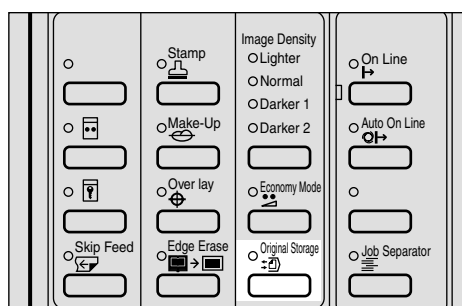 Stamp
Image Density
Lighter
Normal
Darker 1
Darker 2
On Line
Make-Up
Auto On Line
Over lay
Economy Mode
Skip Feed
Edge Erase
Original Storage
Job Separator